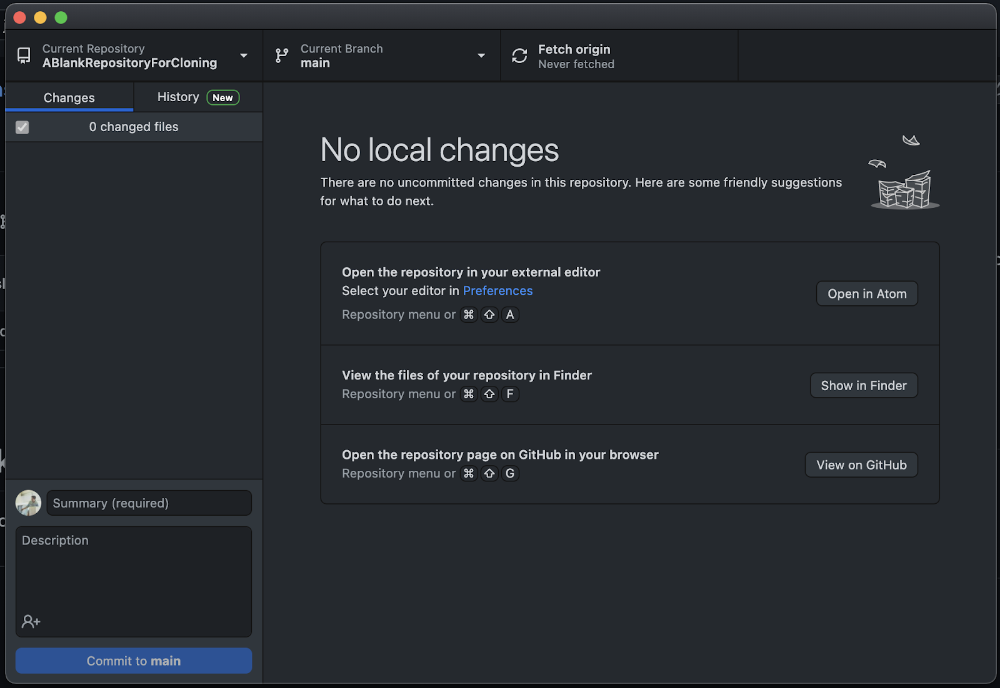 Current Repository
ABlankRepositoryForCloning
Current Branch
main
Fetch origin
Never fetched
Changes
History New
0 changed files
No local changes
There are no uncommitted changes in this repository. Here are some friendly suggestions
for what to do next.
Open the repository in your external editor
Select your editor in Preferences
Repository menu or ⌘ ⇧ A
Open in Atom
View the files of your repository in Finder
Repository menu or ⌘ ⇧ F
Show in Finder
Open the repository page on GitHub in your browser
Repository menu or ⌘ ⇧ G
View on GitHub
Summary (required)
Description
Commit to main